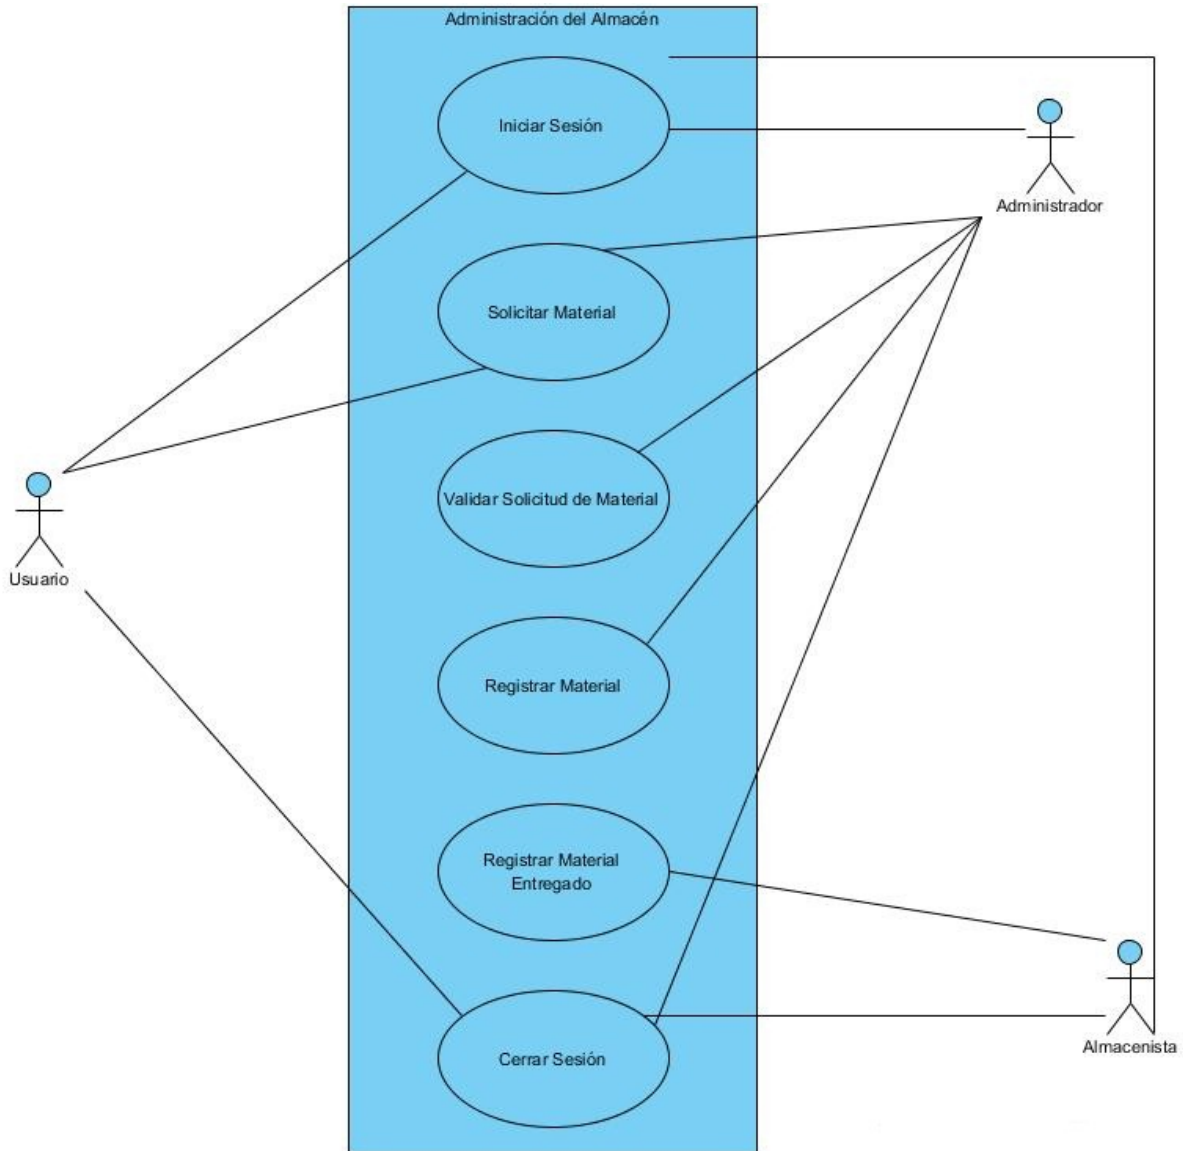 Administración del Almacén
Iniciar Sesión
Administrador
Solicitar Material
Validar Solicitud de Material
Usuario
Registrar Material
Registrar Material
Entregado
Almacenista
Cerrar Sesión